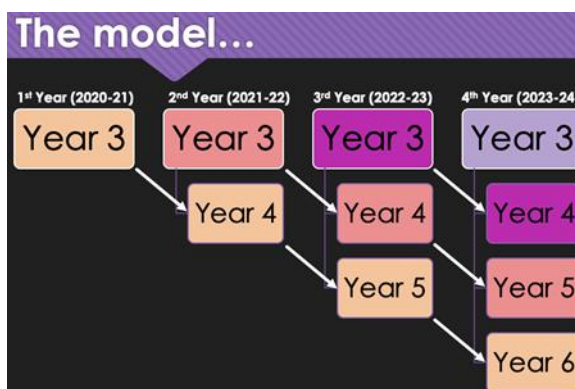 The model...
1st Year (2020-21)
2nd Year (2021-22)
3rd Year (2022-23)
4th Year (2023-24
Year 3
Year 3
Year 3
Year 3
Year 4
Year 4
Year 4
Year 5
Year 5
Year 6